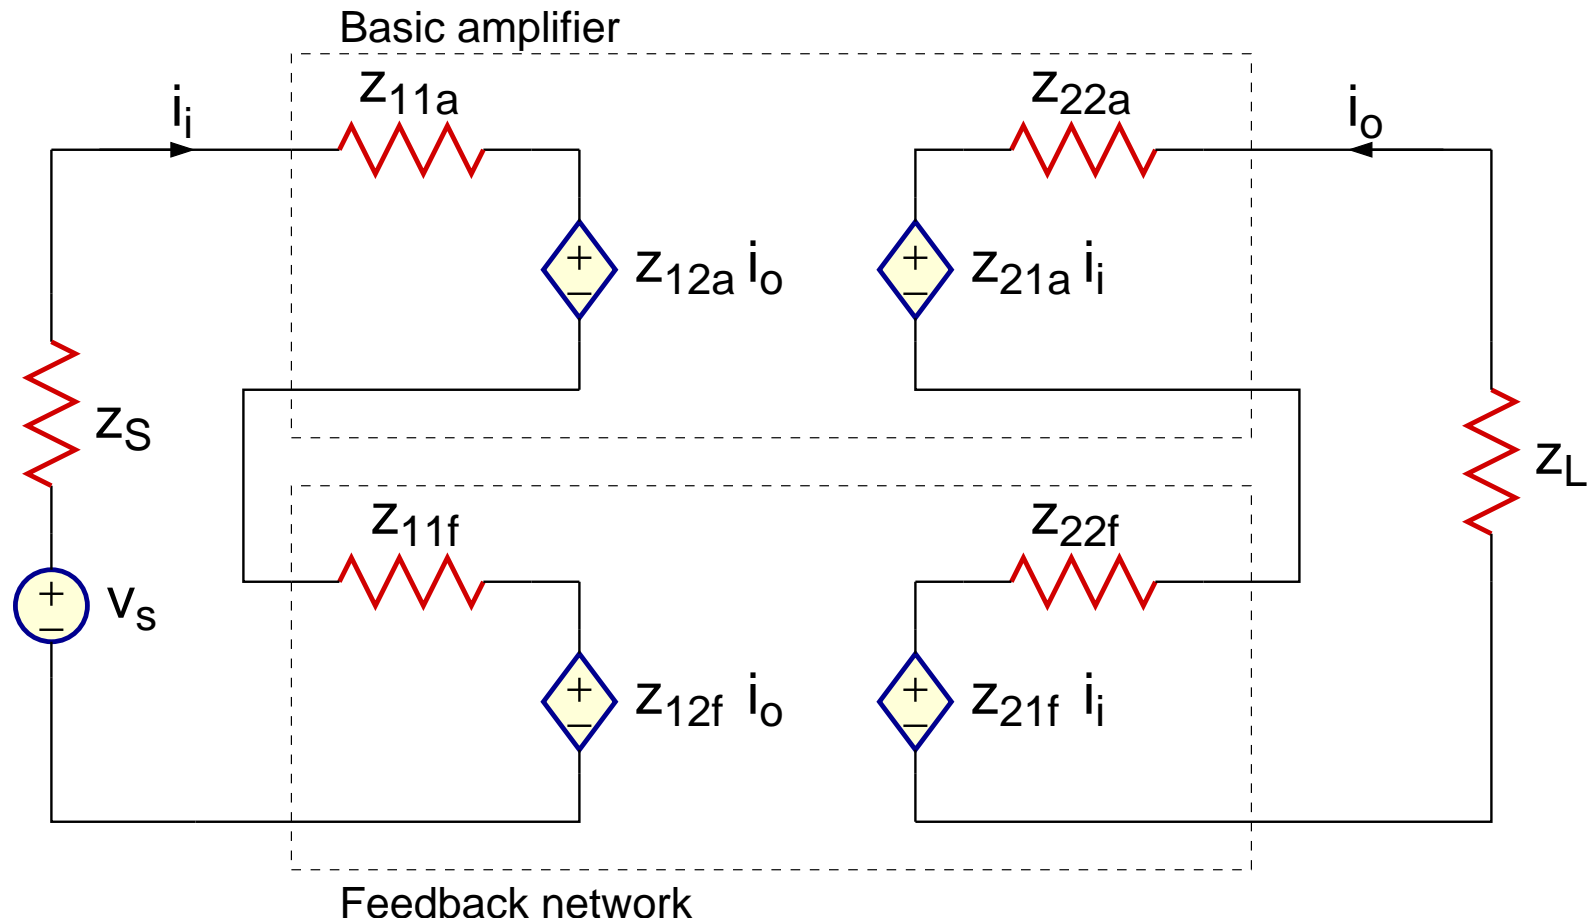 Basic amplifier
z11a
z22a
ii
io
+
−
z12a io
+
−
z21a ii
zS
zL
z11f
z22f
+
−
vs
+
−
z12f io
+
−
z21f ii
Feedback network